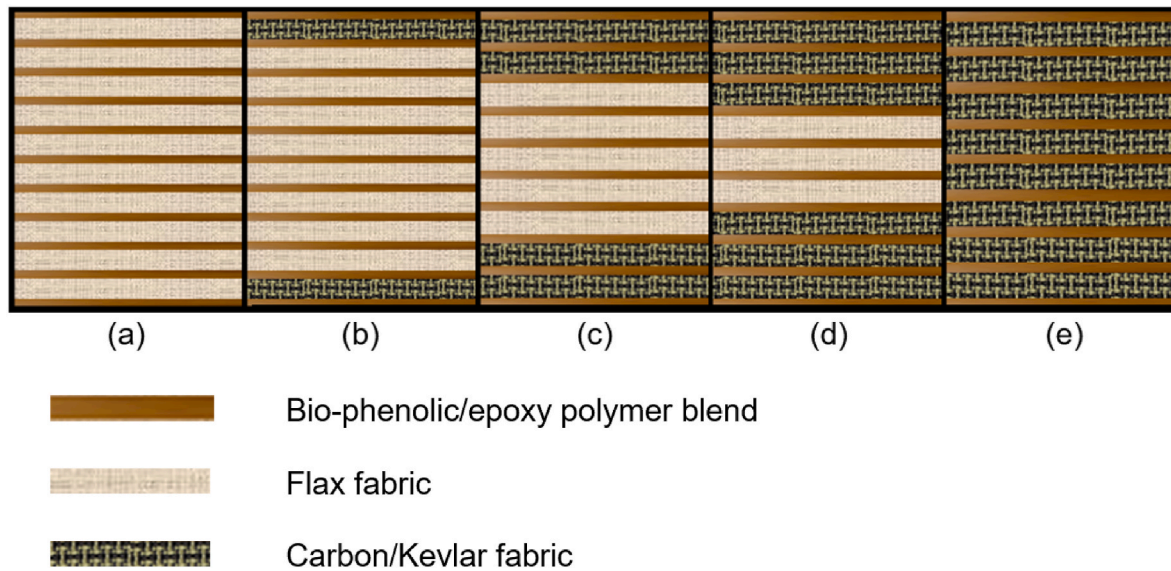 (a) (b) (c) (d) (e)
Bio-phenolic/epoxy polymer blend
Flax fabric
Carbon/Kevlar fabric